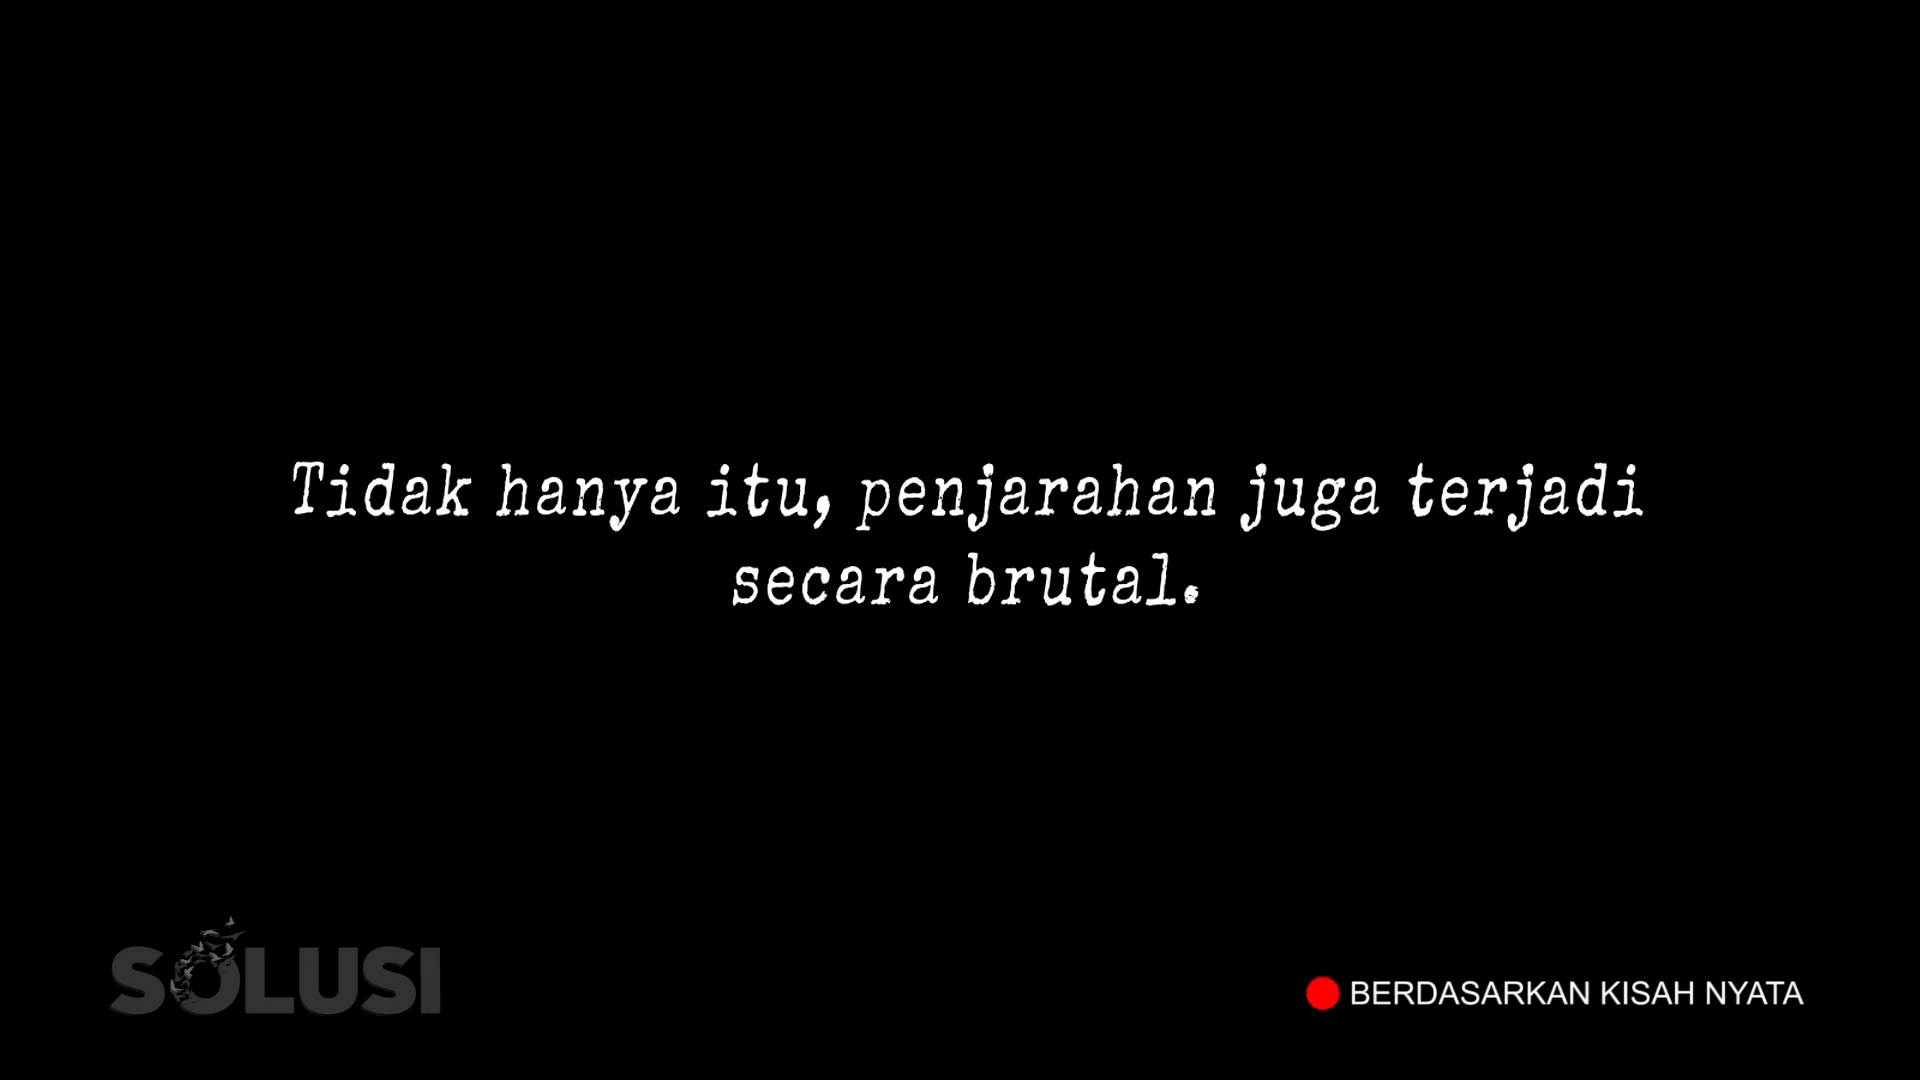 Tidak hanya itu, penjarahan juga terjadi
secara brutal.
SOLUSI
BERDASARKAN KISAH NYATA